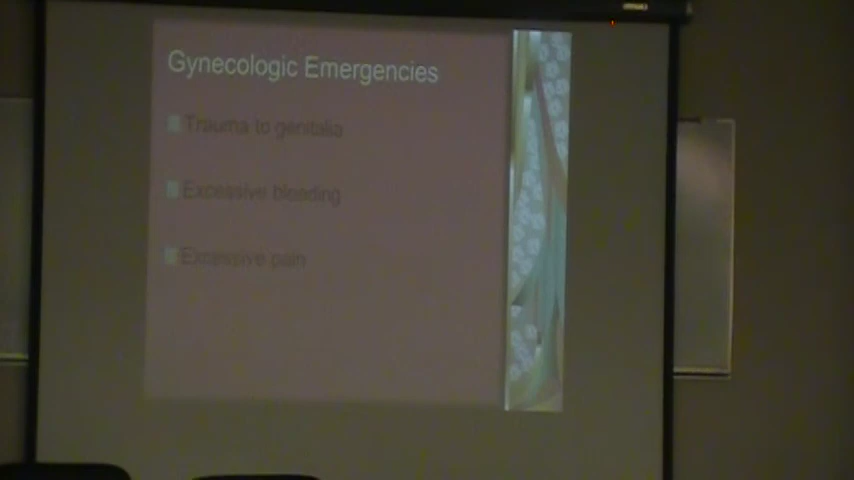 Gynecologic Emergencies
Trauma to genitalia
Excessive bleeding
Excessive pain